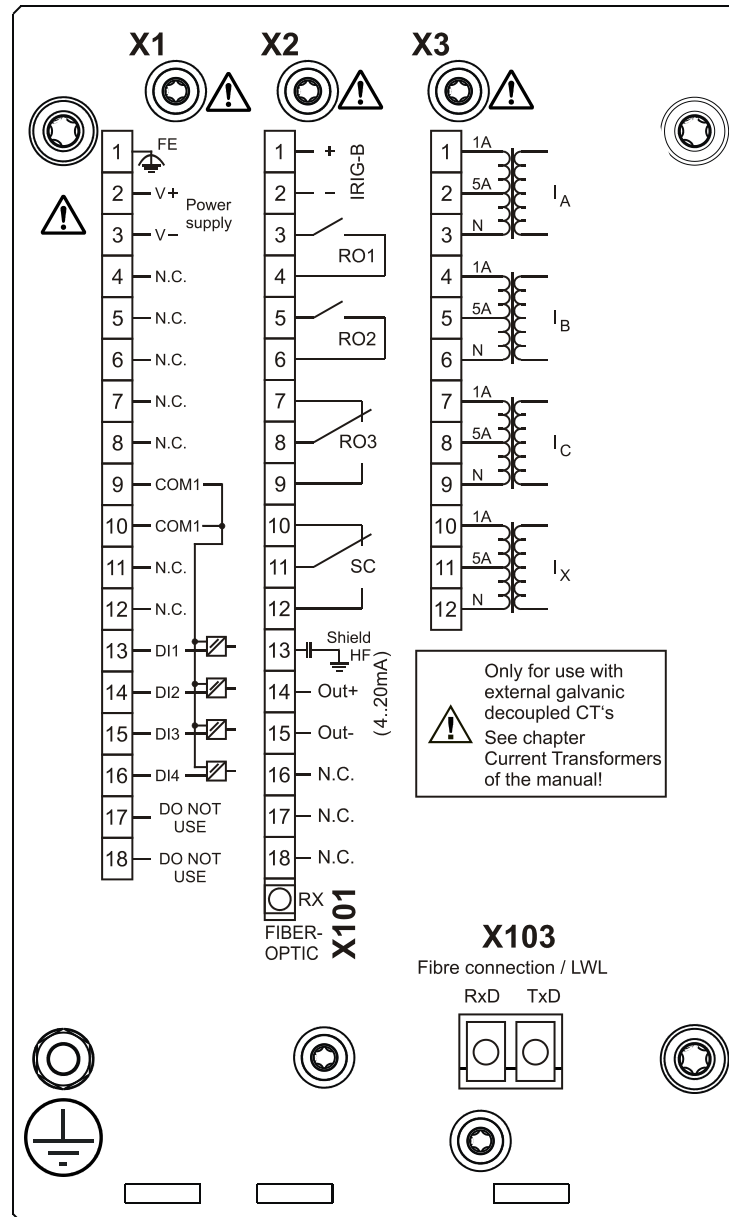 X1
X2
X3
1 FE
2 V+
Power
supply
3 V–
4 N.C.
5 N.C.
6 N.C.
7 N.C.
8 N.C.
9 COM1
10 COM1
11 N.C.
12 N.C.
13 DI1
14 DI2
15 DI3
16 DI4
17 DO NOT
USE
18 DO NOT
USE
1 +
2 –
IRIG-B
3
RO1
4
5
RO2
6
7
8 RO3
9
10
11 SC
12
13 Shield
HF
14 Out+
15 Out-
(4..20mA)
16 N.C.
17 N.C.
18 N.C.
RX
FIBER-
OPTIC
X101
1 1A
2 5A
IA
3 N
4 1A
5 5A
IB
6 N
7 1A
8 5A
IC
9 N
10 1A
11 5A
IX
12 N
Only for use with
external galvanic
decoupled CT‘s
See chapter
Current Transformers
of the manual!
X103
Fibre connection / LWL
RxD TxD